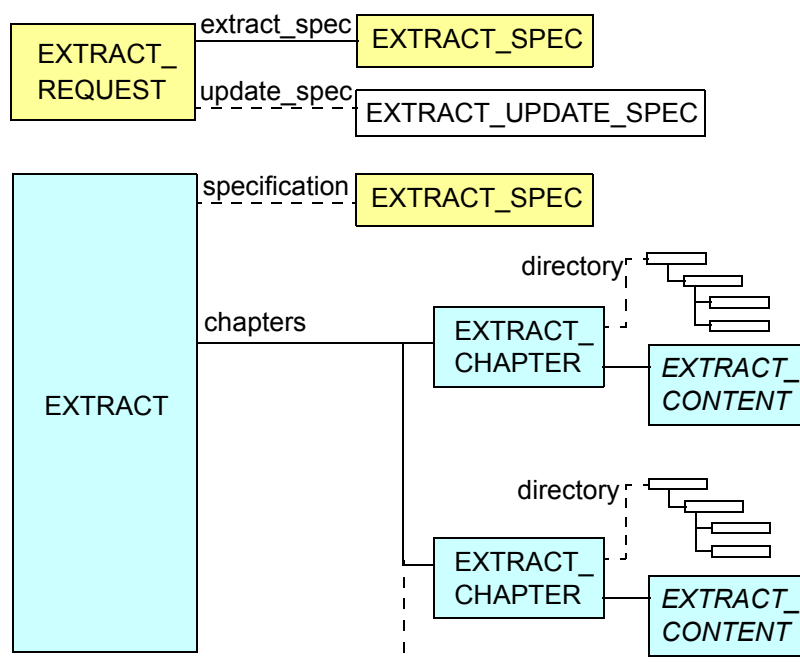 extract_spec
EXTRACT_
REQUEST
EXTRACT_SPEC
update_spec
EXTRACT_UPDATE_SPEC
specification
EXTRACT_SPEC
directory
chapters
EXTRACT_
CHAPTER
EXTRACT_
CONTENT
EXTRACT
directory
EXTRACT_
CHAPTER
EXTRACT_
CONTENT